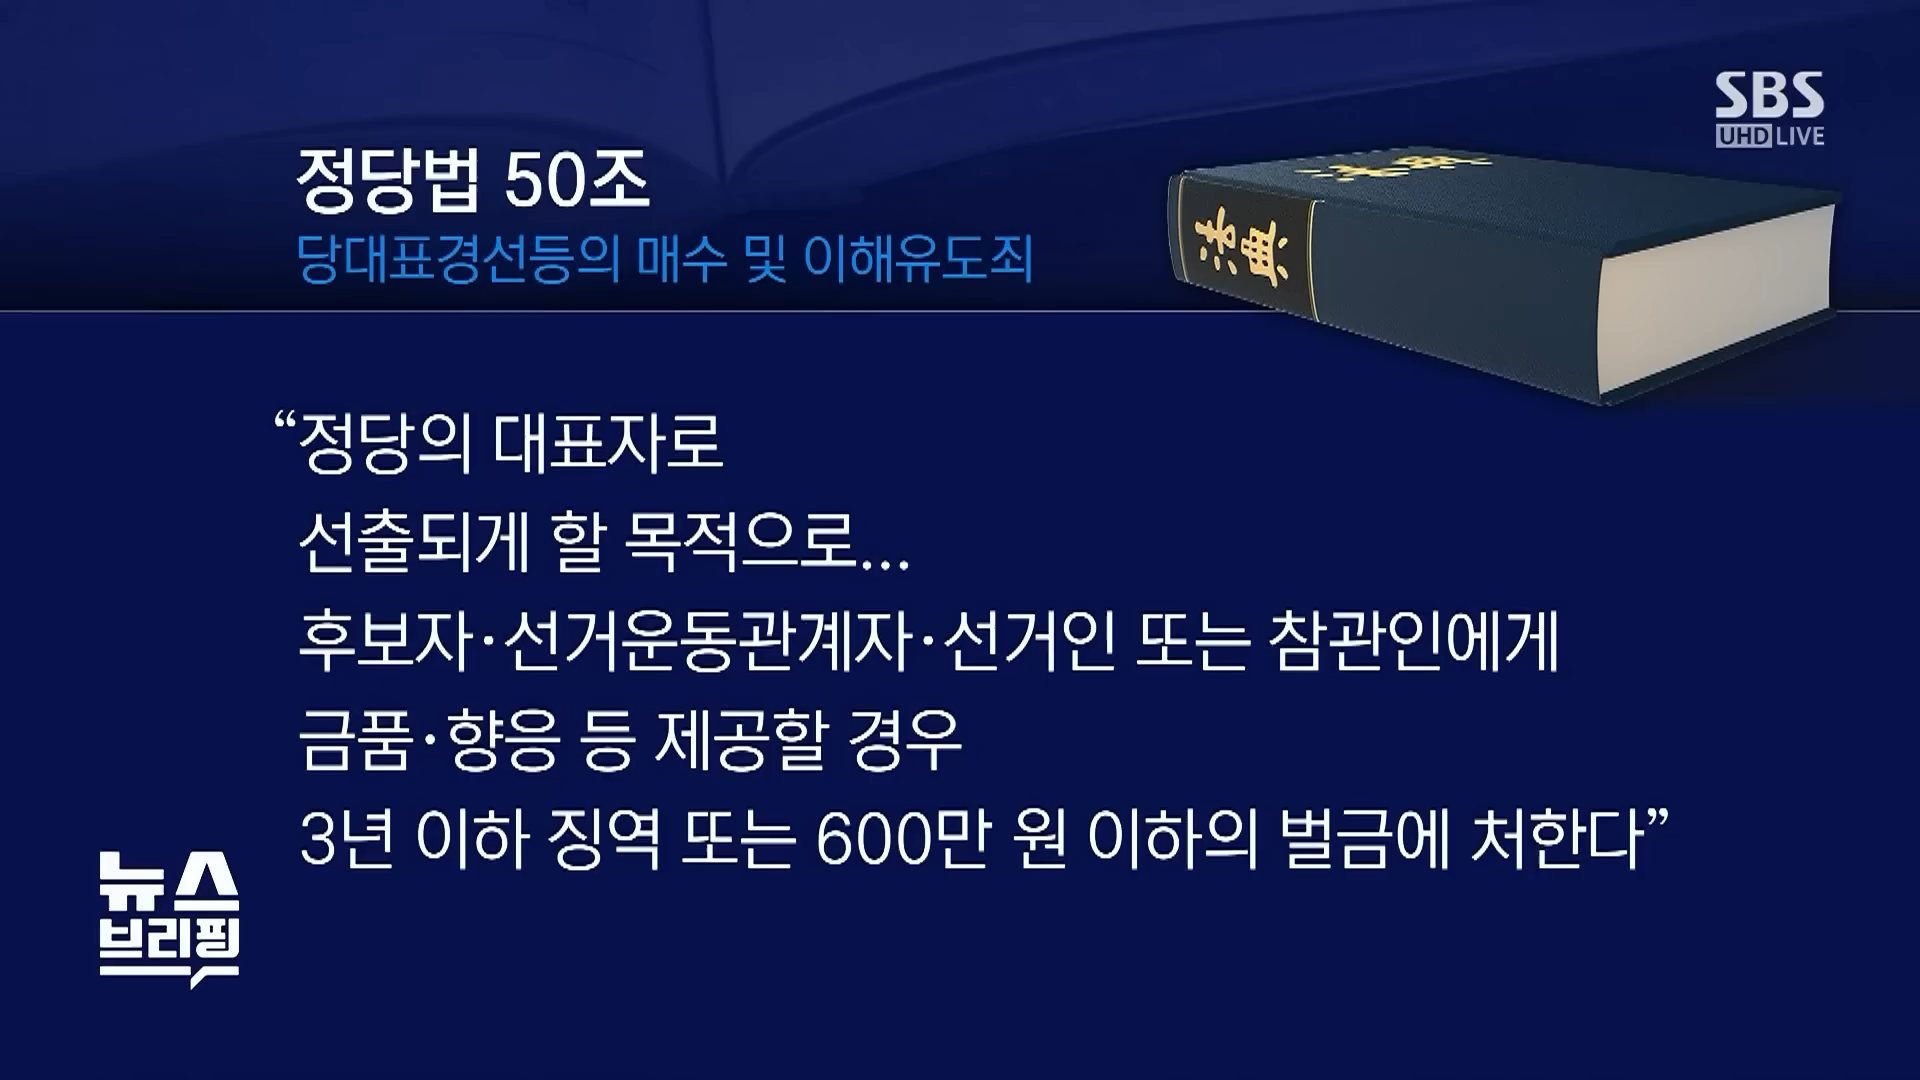 SBS
UHD LIVE
정당법 50조
당대표경선등의 매수 및 이해유도죄
法典
法典
“정당의 대표자로
선출되게 할 목적으로...
후보자·선거운동관계자·선거인 또는 참관인에게
금품·향응 등 제공할 경우
3년 이하 징역 또는 600만 원 이하의 벌금에 처한다”
뉴스
브리핑